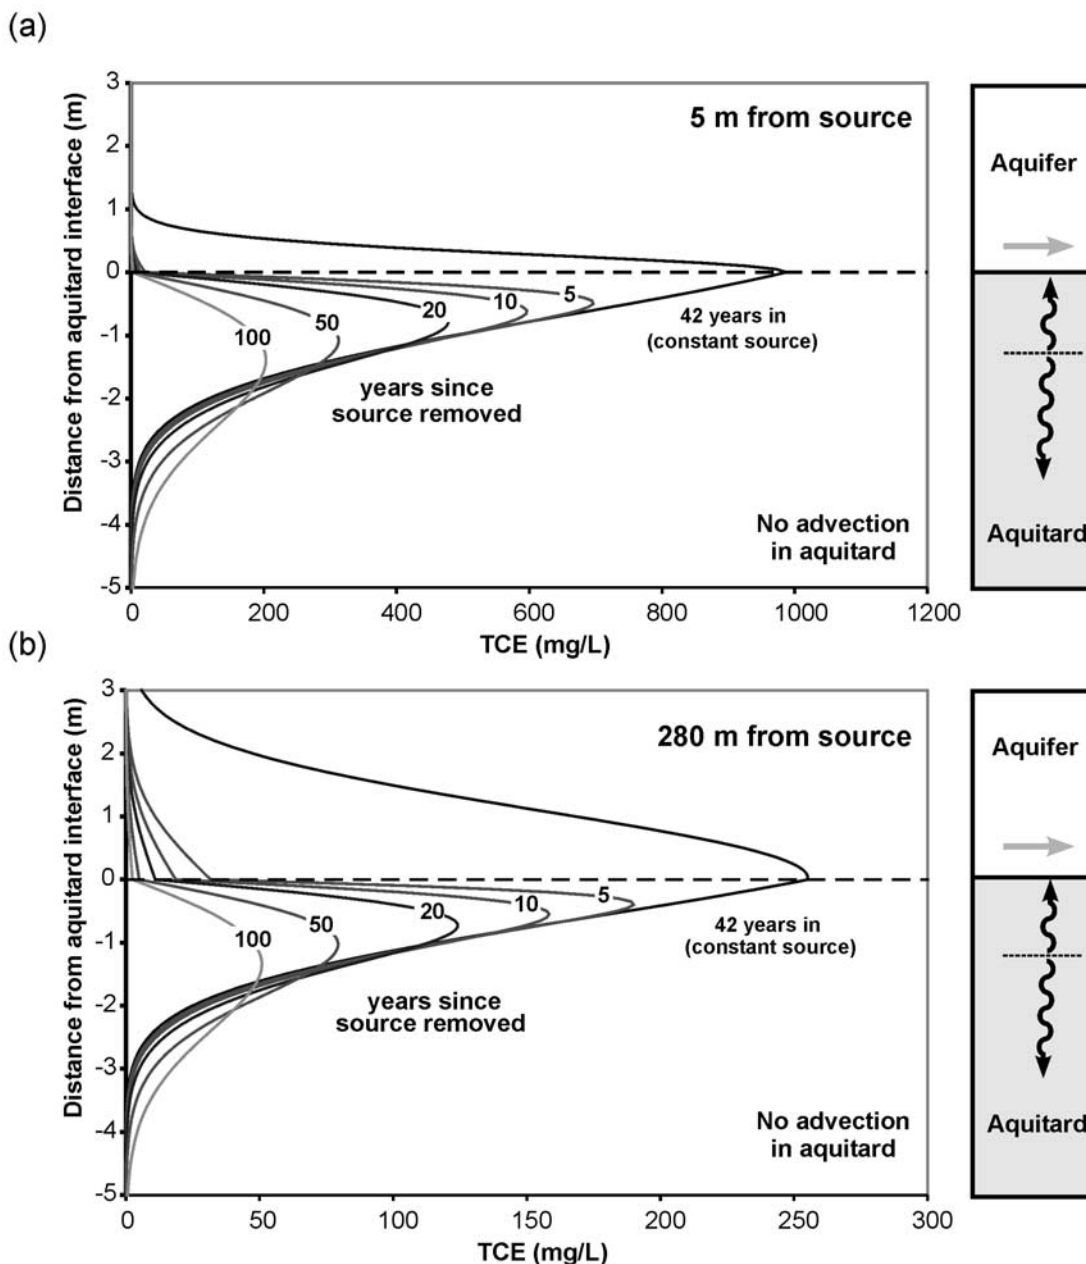 (a)
3
2
1
0
-1
-2
-3
-4
-5
Distance from aquitard interface (m)
5 m from source
5
10
20
50
100
42 years in
(constant source)
years since
source removed
No advection
in aquitard
0
200
400
600
800
1000
1200
TCE (mg/L)
Aquifer
Aquitard
(b)
3
2
1
0
-1
-2
-3
-4
-5
Distance from aquitard interface (m)
280 m from source
5
10
20
50
100
42 years in
(constant source)
years since
source removed
No advection
in aquitard
0
50
100
150
200
250
300
TCE (mg/L)
Aquifer
Aquitard